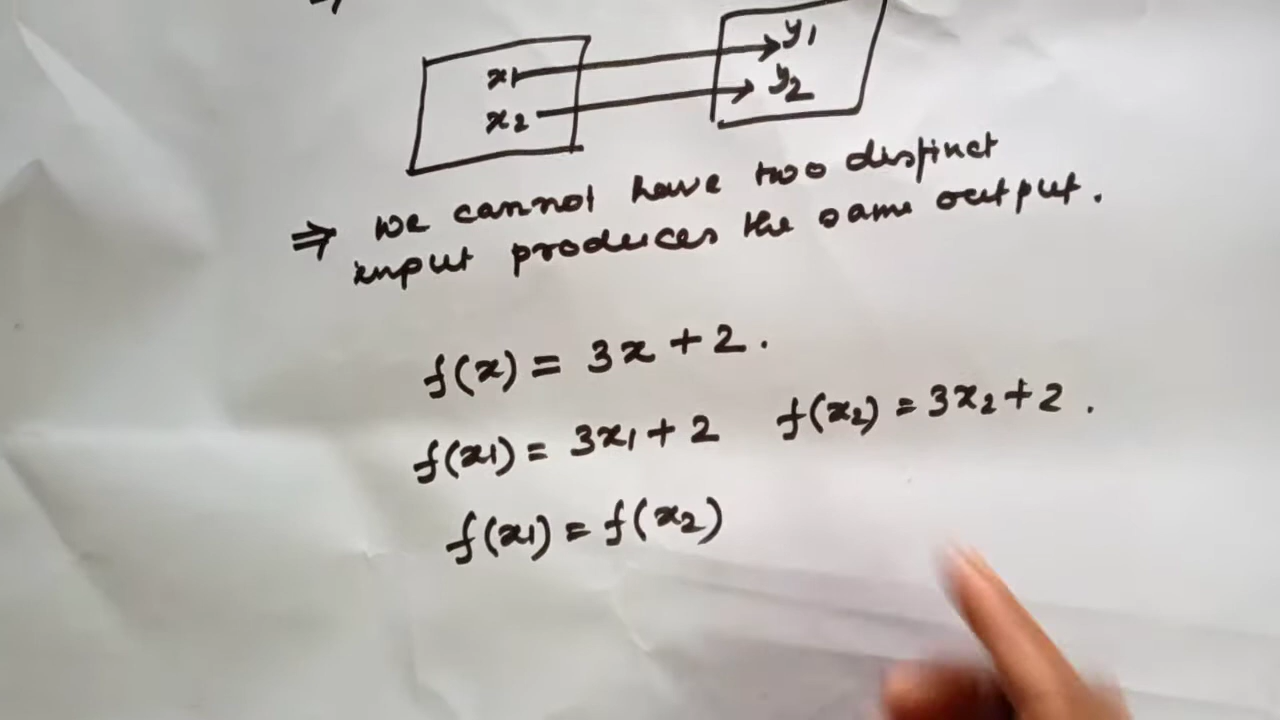 x1 y1
x2 y2
⇒ we cannot have two distinct
input produces the same output.
f(x) = 3x + 2.
f(x1) = 3x1 + 2 f(x2) = 3x2 + 2.
f(x1) = f(x2)